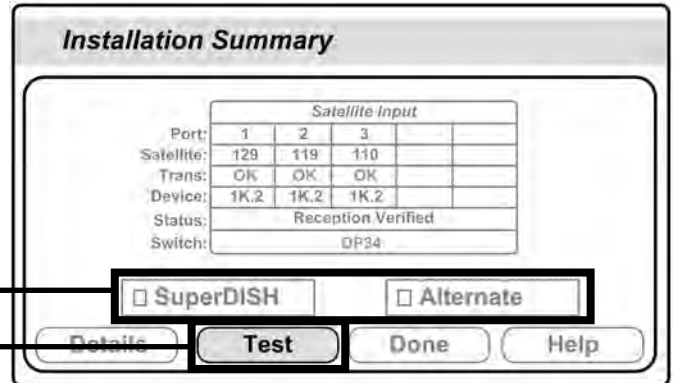 Installation Summary
Satellite Input
Port: 1 2 3
Satellite: 129 119 110
Trans: OK OK OK
Device: 1K.2 1K.2 1K.2
Status: Reception Verified
Switch: DP34
□ SuperDISH □ Alternate
Details Test Done Help